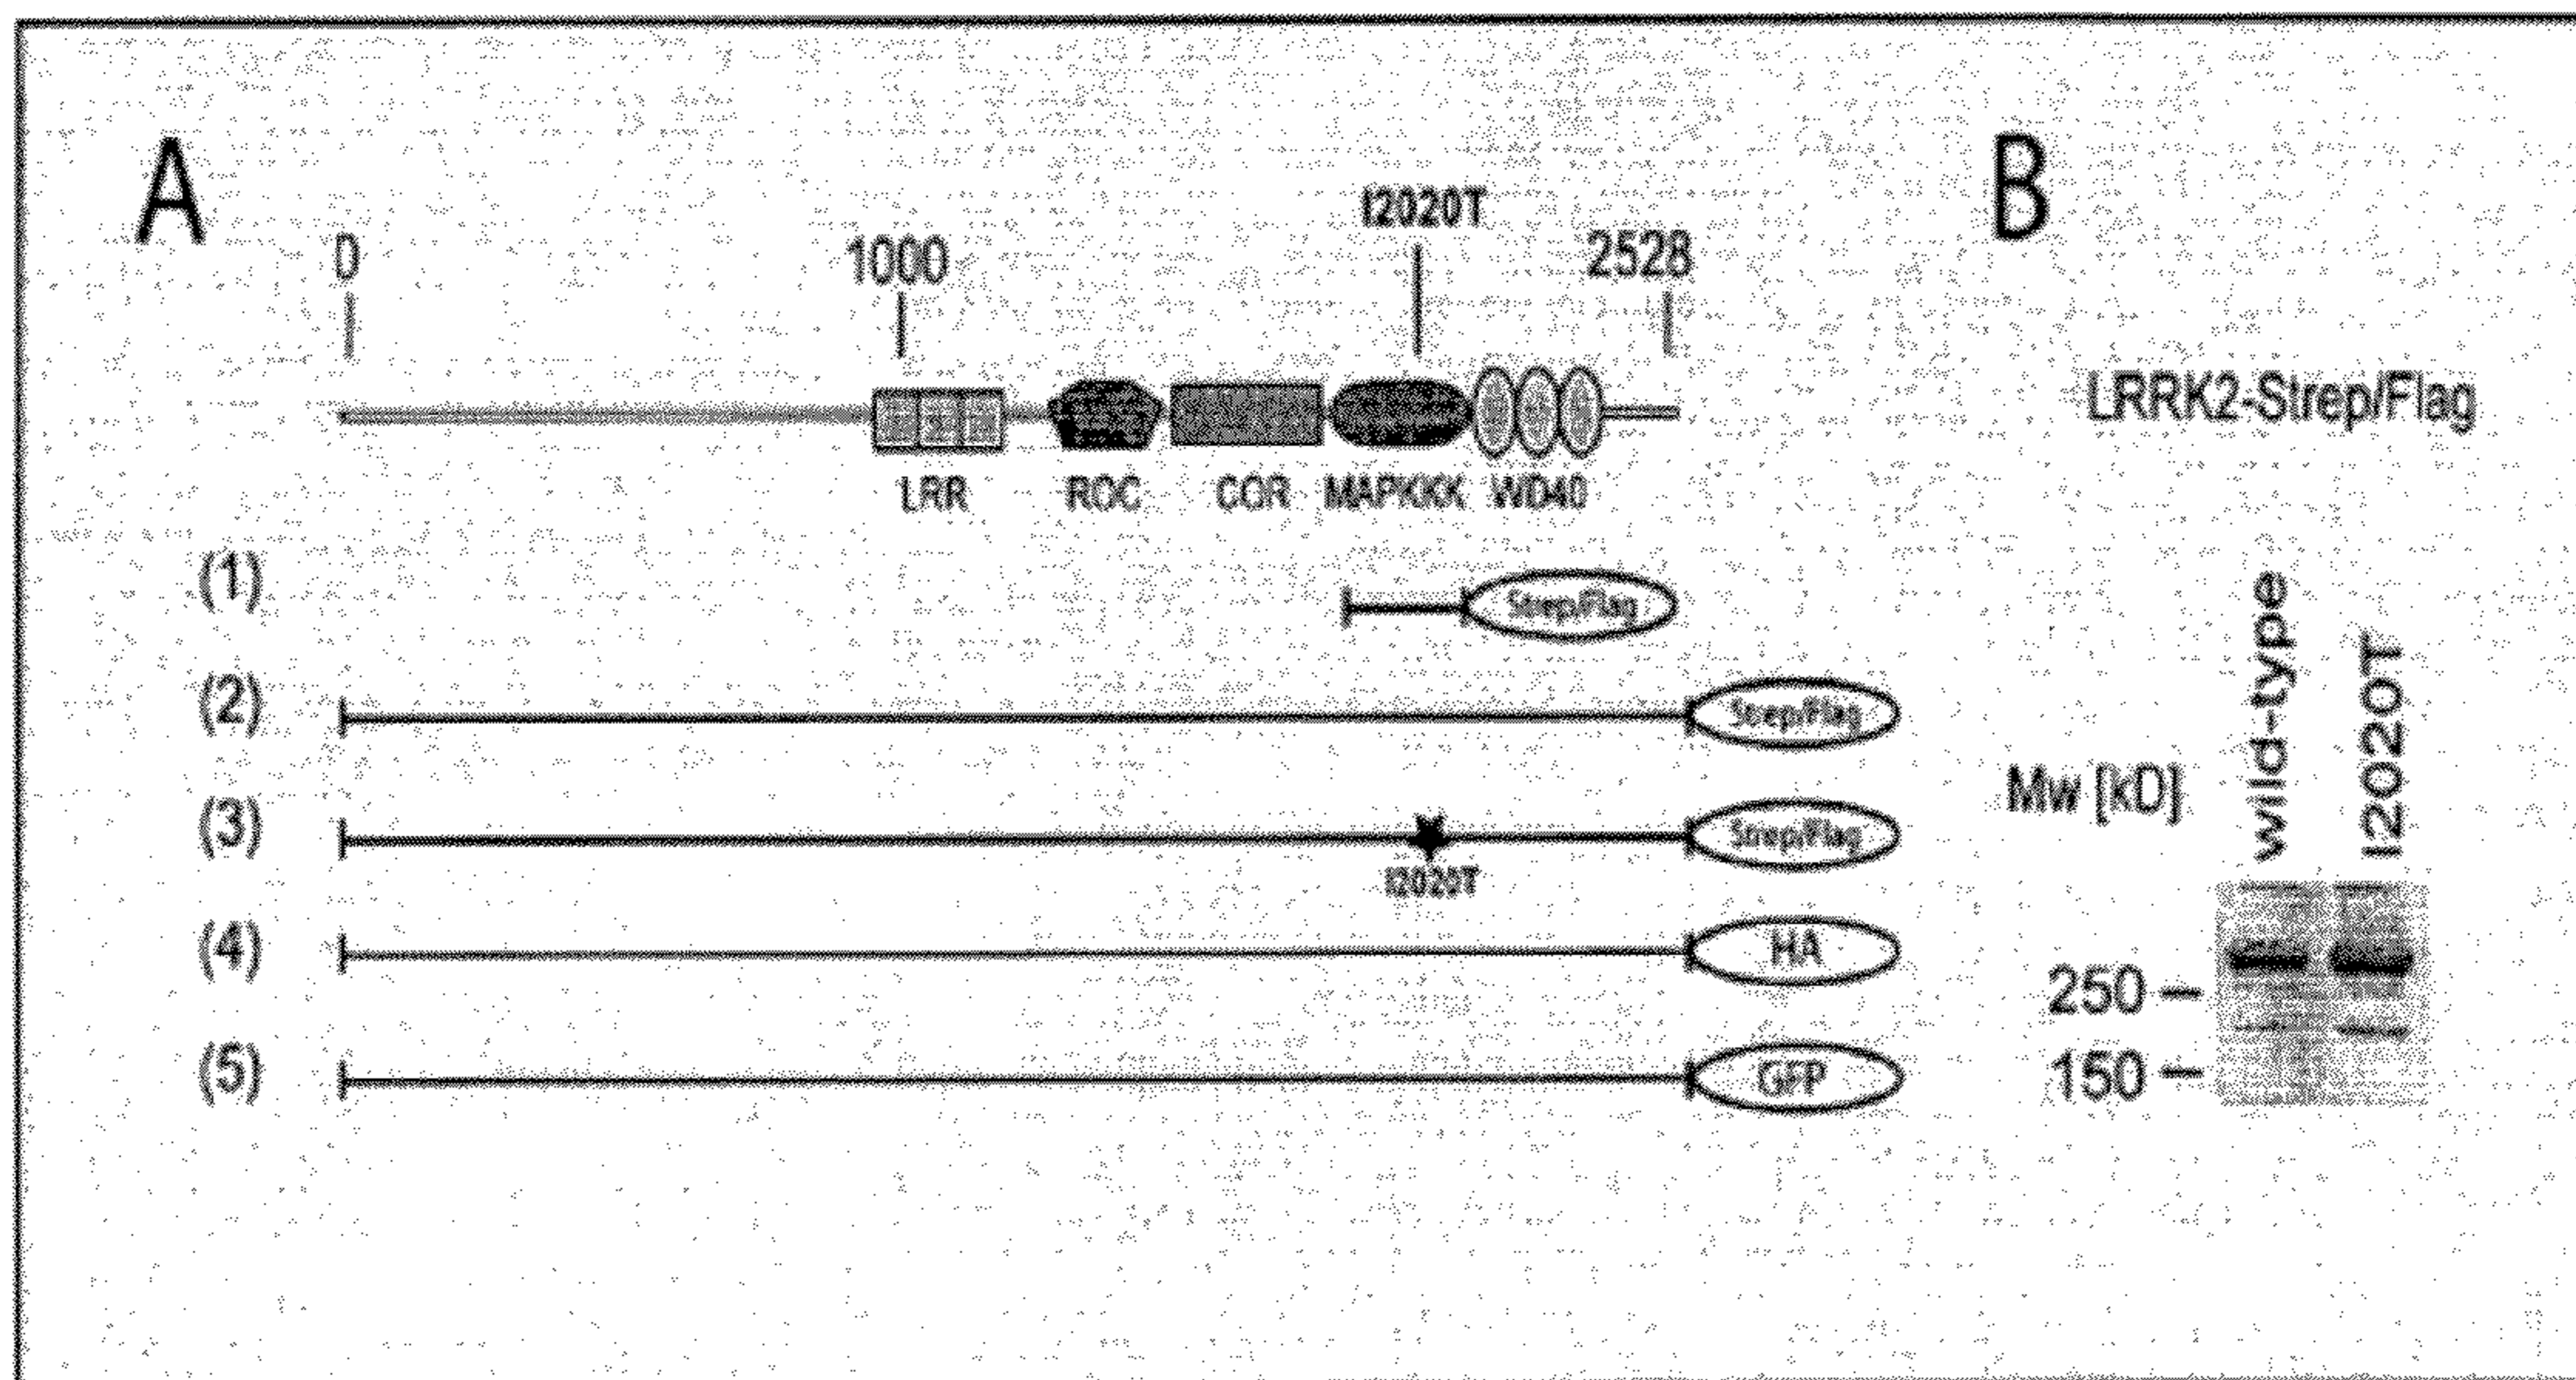 A
B
D
1000
I2020T
2528
LRRK2-Strep/Flag
LRR
ROC
COR
MAPKKK
WD40
(1)
Strep/Flag
(2)
Strep/Flag
(3)
Strep/Flag
I2020T
(4)
HA
(5)
GFP
Mw [kD]
wild-type
I2020T
250
150